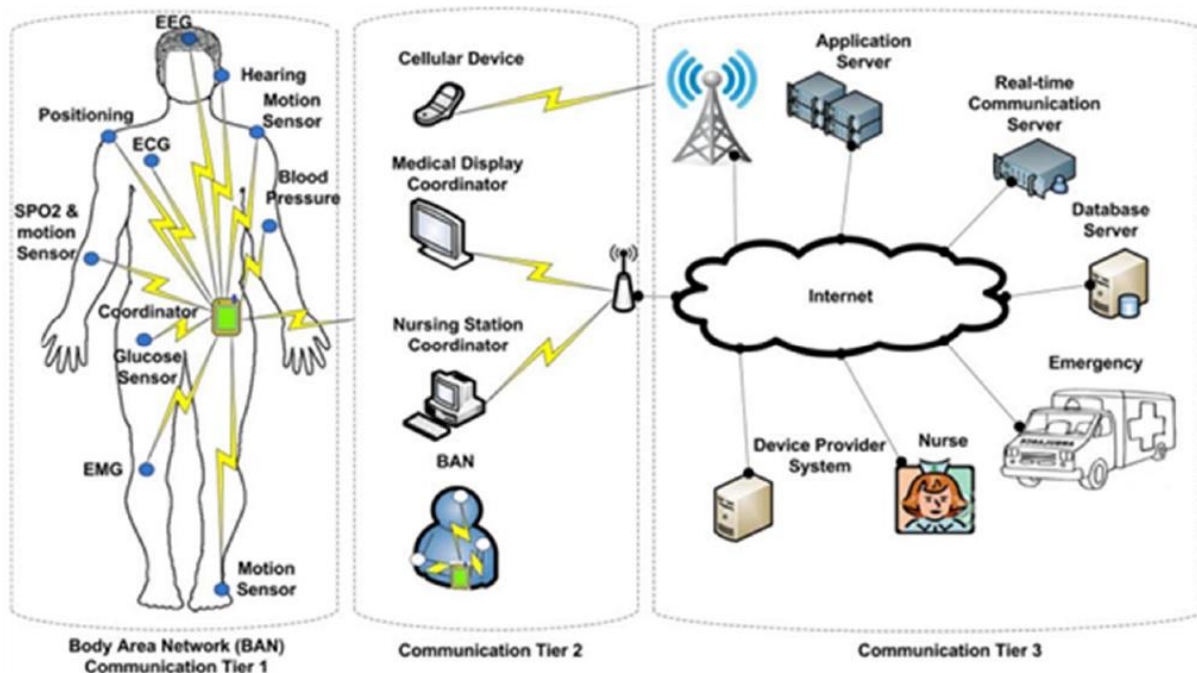 EEG
Hearing
Motion
Sensor
Positioning
ECG
Blood
Pressure
SPO2 &
motion
Sensor
Coordinator
Glucose
Sensor
EMG
Motion
Sensor
Body Area Network (BAN)
Communication Tier 1
Cellular Device
Medical Display
Coordinator
Nursing Station
Coordinator
BAN
Communication Tier 2
Application
Server
Real-time
Communication
Server
Database
Server
Internet
Emergency
Device Provider
System
Nurse
Communication Tier 3